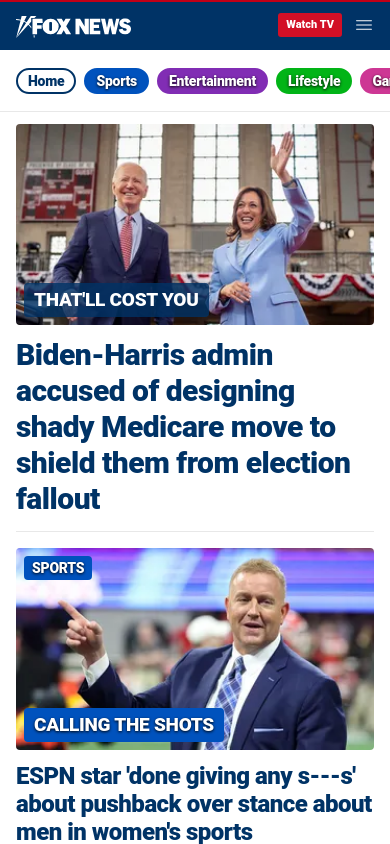 FOX NEWS
Watch TV
Home
Sports
Entertainment
Lifestyle
THAT'LL COST YOU
Biden-Harris admin
accused of designing
shady Medicare move to
shield them from election
fallout
SPORTS
CALLING THE SHOTS
ESPN star 'done giving any s---s'
about pushback over stance about
men in women's sports